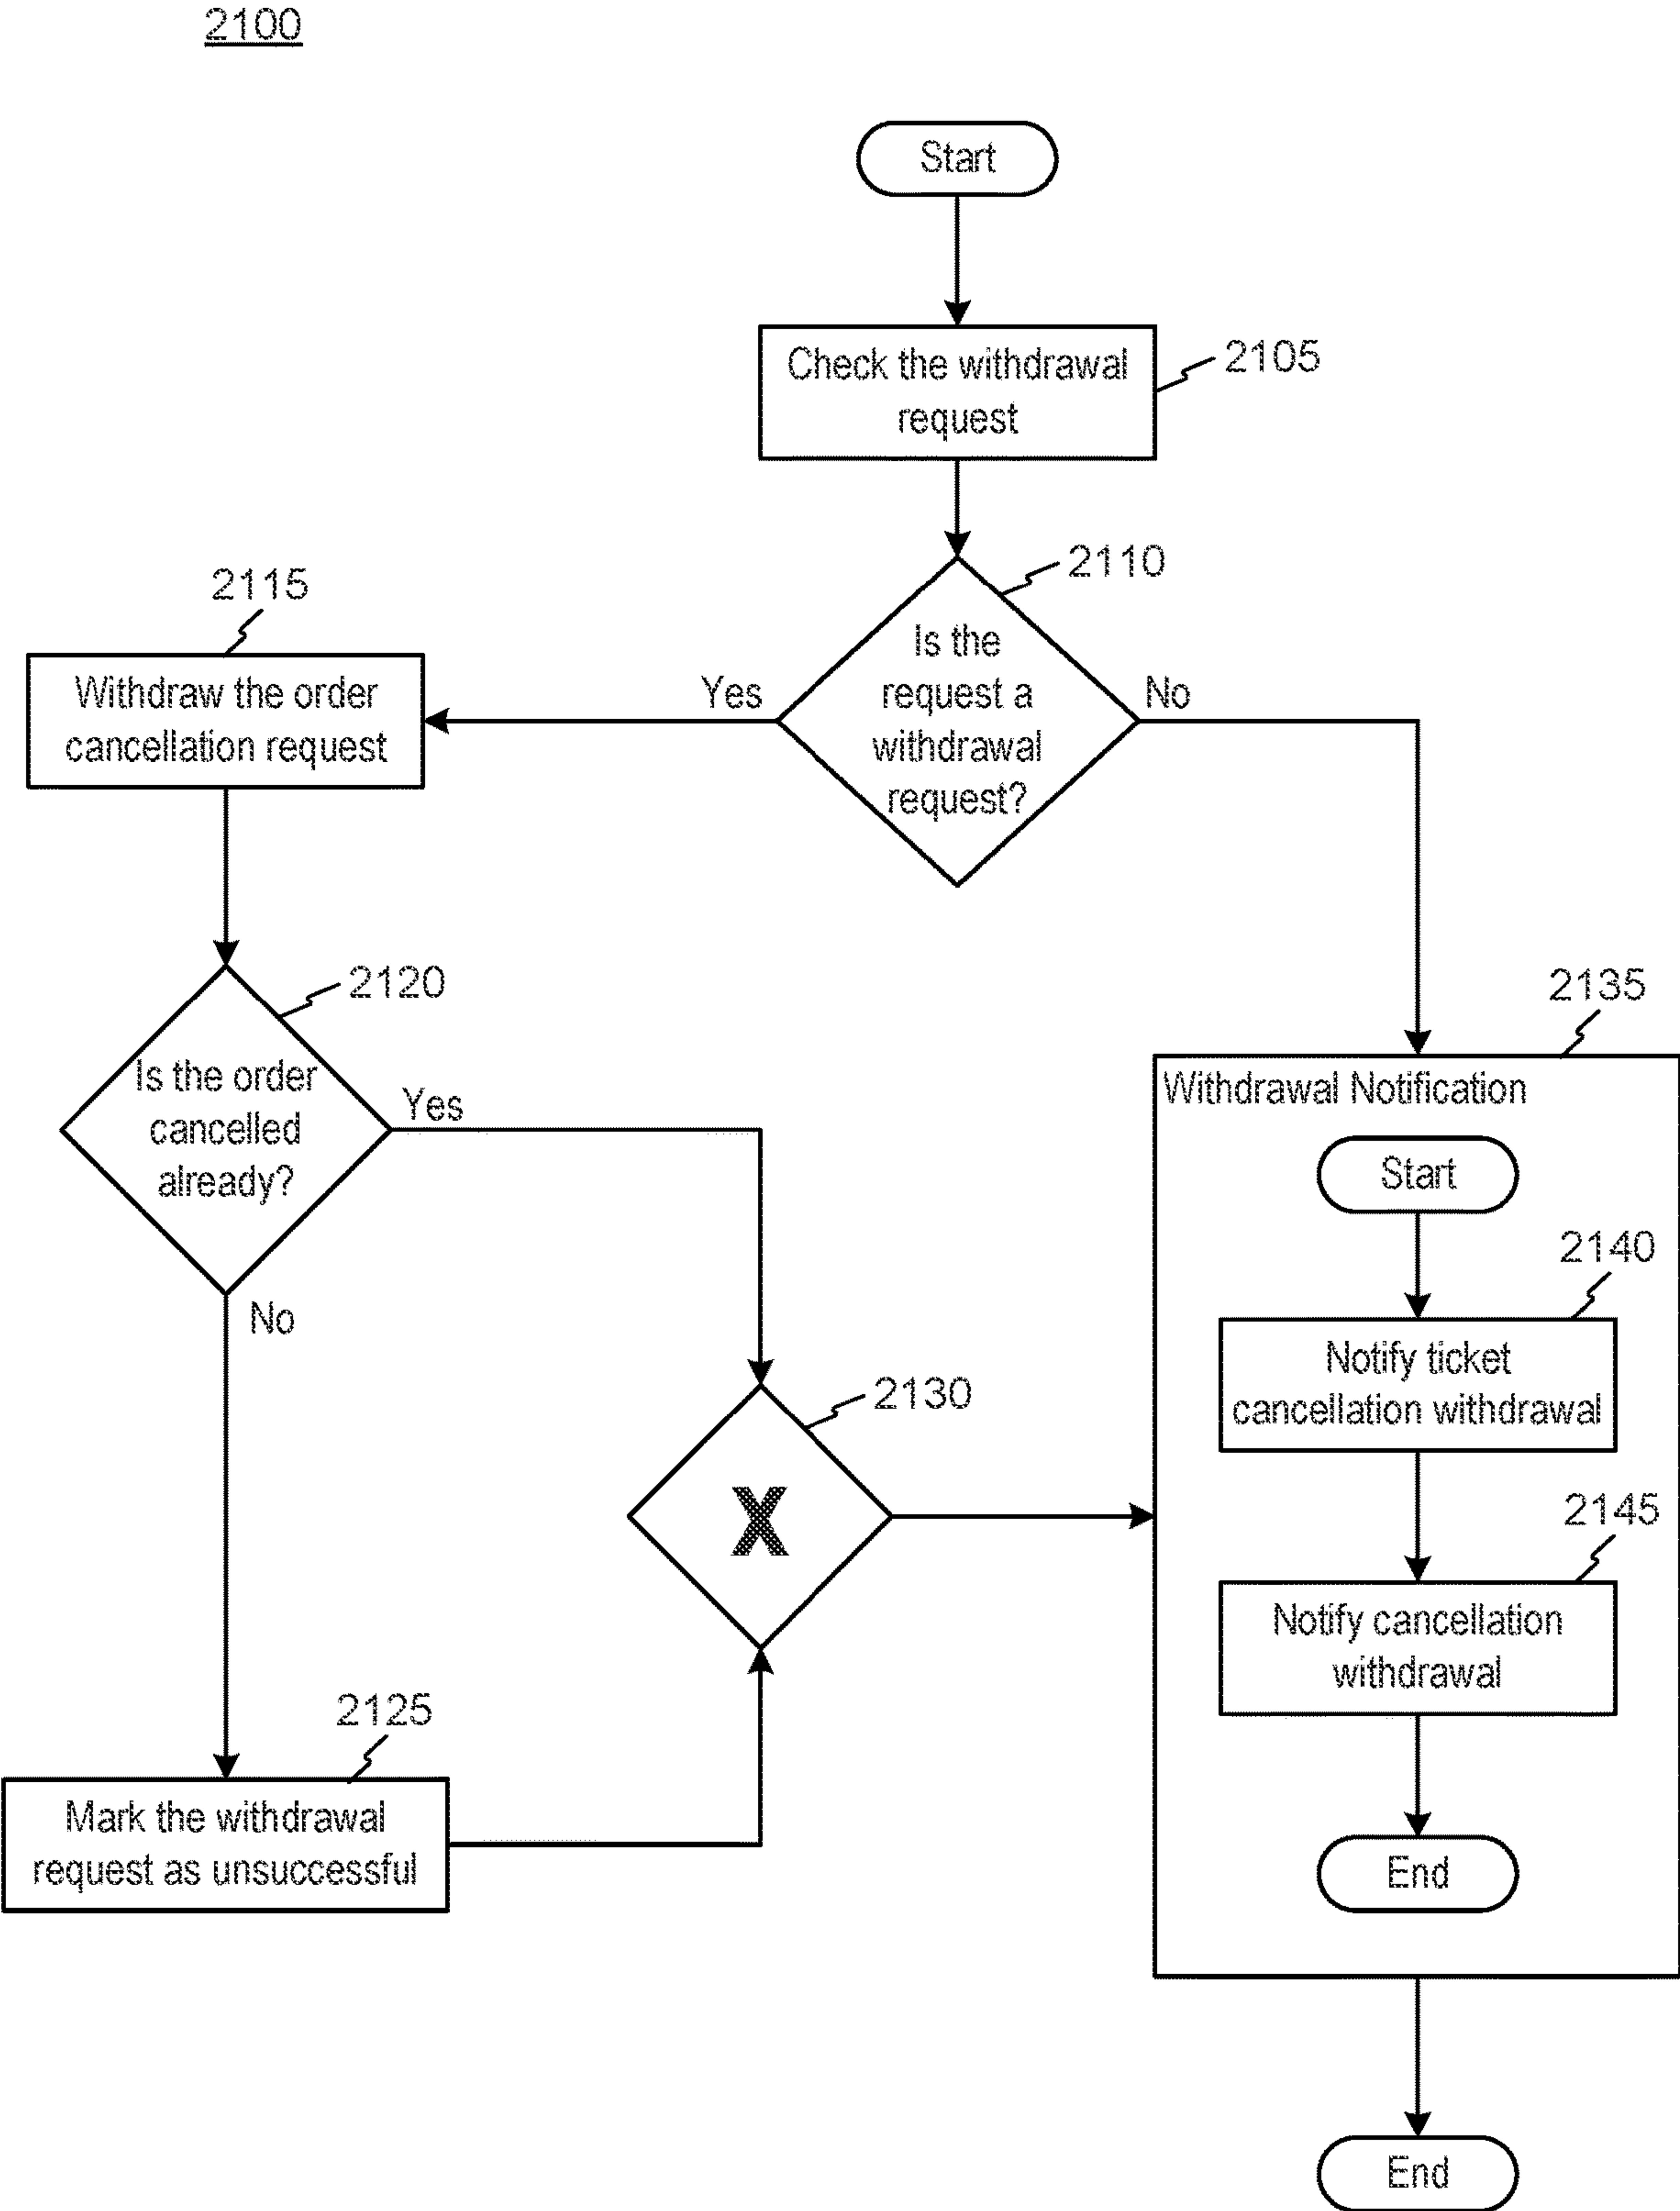 2100
Start
Check the withdrawal
request
2105
2110
Is the
request a
withdrawal
request?
Yes
No
2115
Withdraw the order
cancellation request
2120
Is the order
cancelled
already?
Yes
No
2125
Mark the withdrawal
request as unsuccessful
2130
X
2135
Withdrawal Notification
Start
2140
Notify ticket
cancellation withdrawal
2145
Notify cancellation
withdrawal
End
End